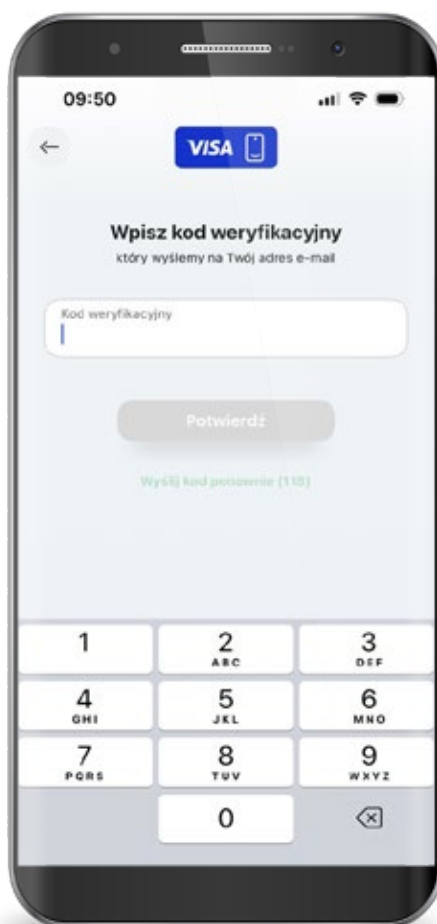 09:50
VISA
Wpisz kod weryfikacyjny
który wyślemy na Twój adres e-mail
Kod weryfikacyjny
Potwierdź
Wyślij kod ponownie (118)
1
2
ABC
3
DEF
4
GHI
5
JKL
6
MNO
7
PQRS
8
TUV
9
WXYZ
0